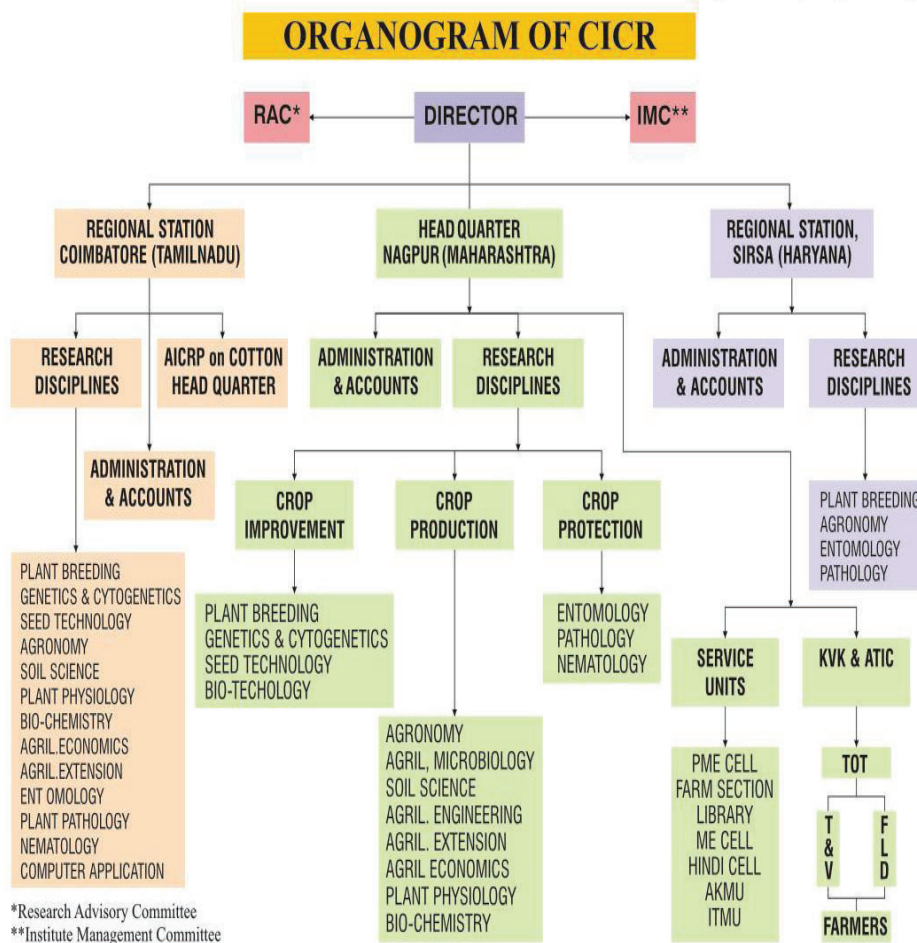 ORGANOGRAM OF CICR
RAC*
DIRECTOR
IMC**
REGIONAL STATION
COIMBATORE (TAMILNADU)
HEAD QUARTER
NAGPUR (MAHARASHTRA)
REGIONAL STATION,
SIRSA (HARYANA)
RESEARCH
DISCIPLINES
AICRP on COTTON
HEAD QUARTER
ADMINISTRATION
& ACCOUNTS
RESEARCH
DISCIPLINES
ADMINISTRATION
& ACCOUNTS
RESEARCH
DISCIPLINES
ADMINISTRATION
& ACCOUNTS
CROP
IMPROVEMENT
CROP
PRODUCTION
CROP
PROTECTION
PLANT BREEDING
AGRONOMY
ENTOMOLOGY
PATHOLOGY
PLANT BREEDING
GENETICS & CYTOGENETICS
SEED TECHNOLOGY
AGRONOMY
SOIL SCIENCE
PLANT PHYSIOLOGY
BIO-CHEMISTRY
AGRIL.ECONOMICS
AGRIL.EXTENSION
ENT OMOLOGY
PLANT PATHOLOGY
NEMATOLOGY
COMPUTER APPLICATION
PLANT BREEDING
GENETICS & CYTOGENETICS
SEED TECHNOLOGY
BIO-TECHOLOGY
ENTOMOLOGY
PATHOLOGY
NEMATOLOGY
SERVICE
UNITS
KVK & ATIC
AGRONOMY
AGRIL, MICROBIOLOGY
SOIL SCIENCE
AGRIL. ENGINEERING
AGRIL. EXTENSION
AGRIL ECONOMICS
PLANT PHYSIOLOGY
BIO-CHEMISTRY
PME CELL
FARM SECTION
LIBRARY
ME CELL
HINDI CELL
AKMU
ITMU
TOT
T
&
V
F
L
D
FARMERS
*Research Advisory Committee
**Institute Management Committee